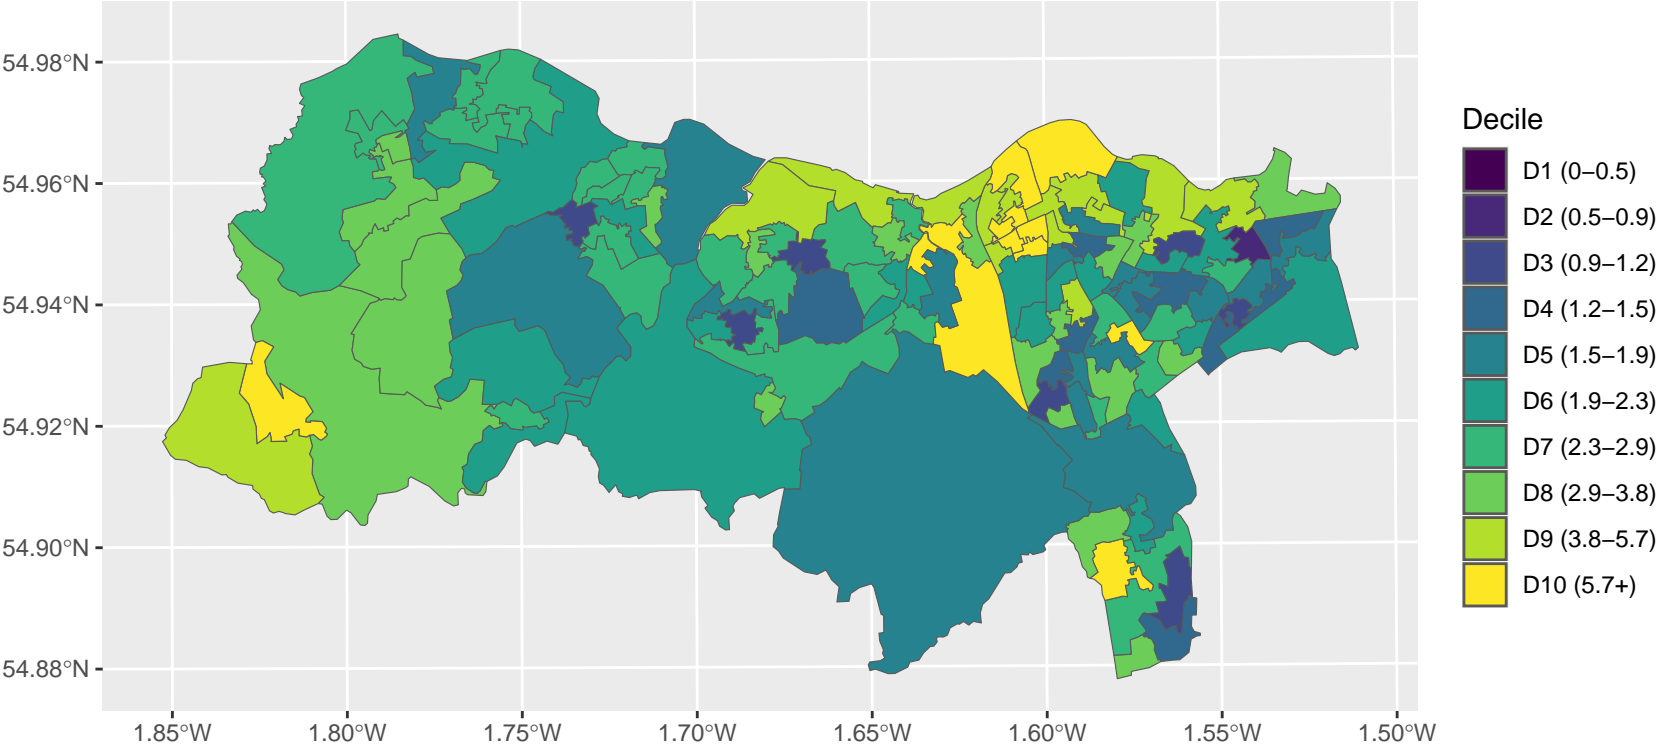 54.98°N
54.96°N
54.94°N
54.92°N
54.90°N
54.88°N
1.85°W 1.80°W 1.75°W 1.70°W 1.65°W 1.60°W 1.55°W 1.50°W
Decile
D1 (0–0.5)
D2 (0.5–0.9)
D3 (0.9–1.2)
D4 (1.2–1.5)
D5 (1.5–1.9)
D6 (1.9–2.3)
D7 (2.3–2.9)
D8 (2.9–3.8)
D9 (3.8–5.7)
D10 (5.7+)